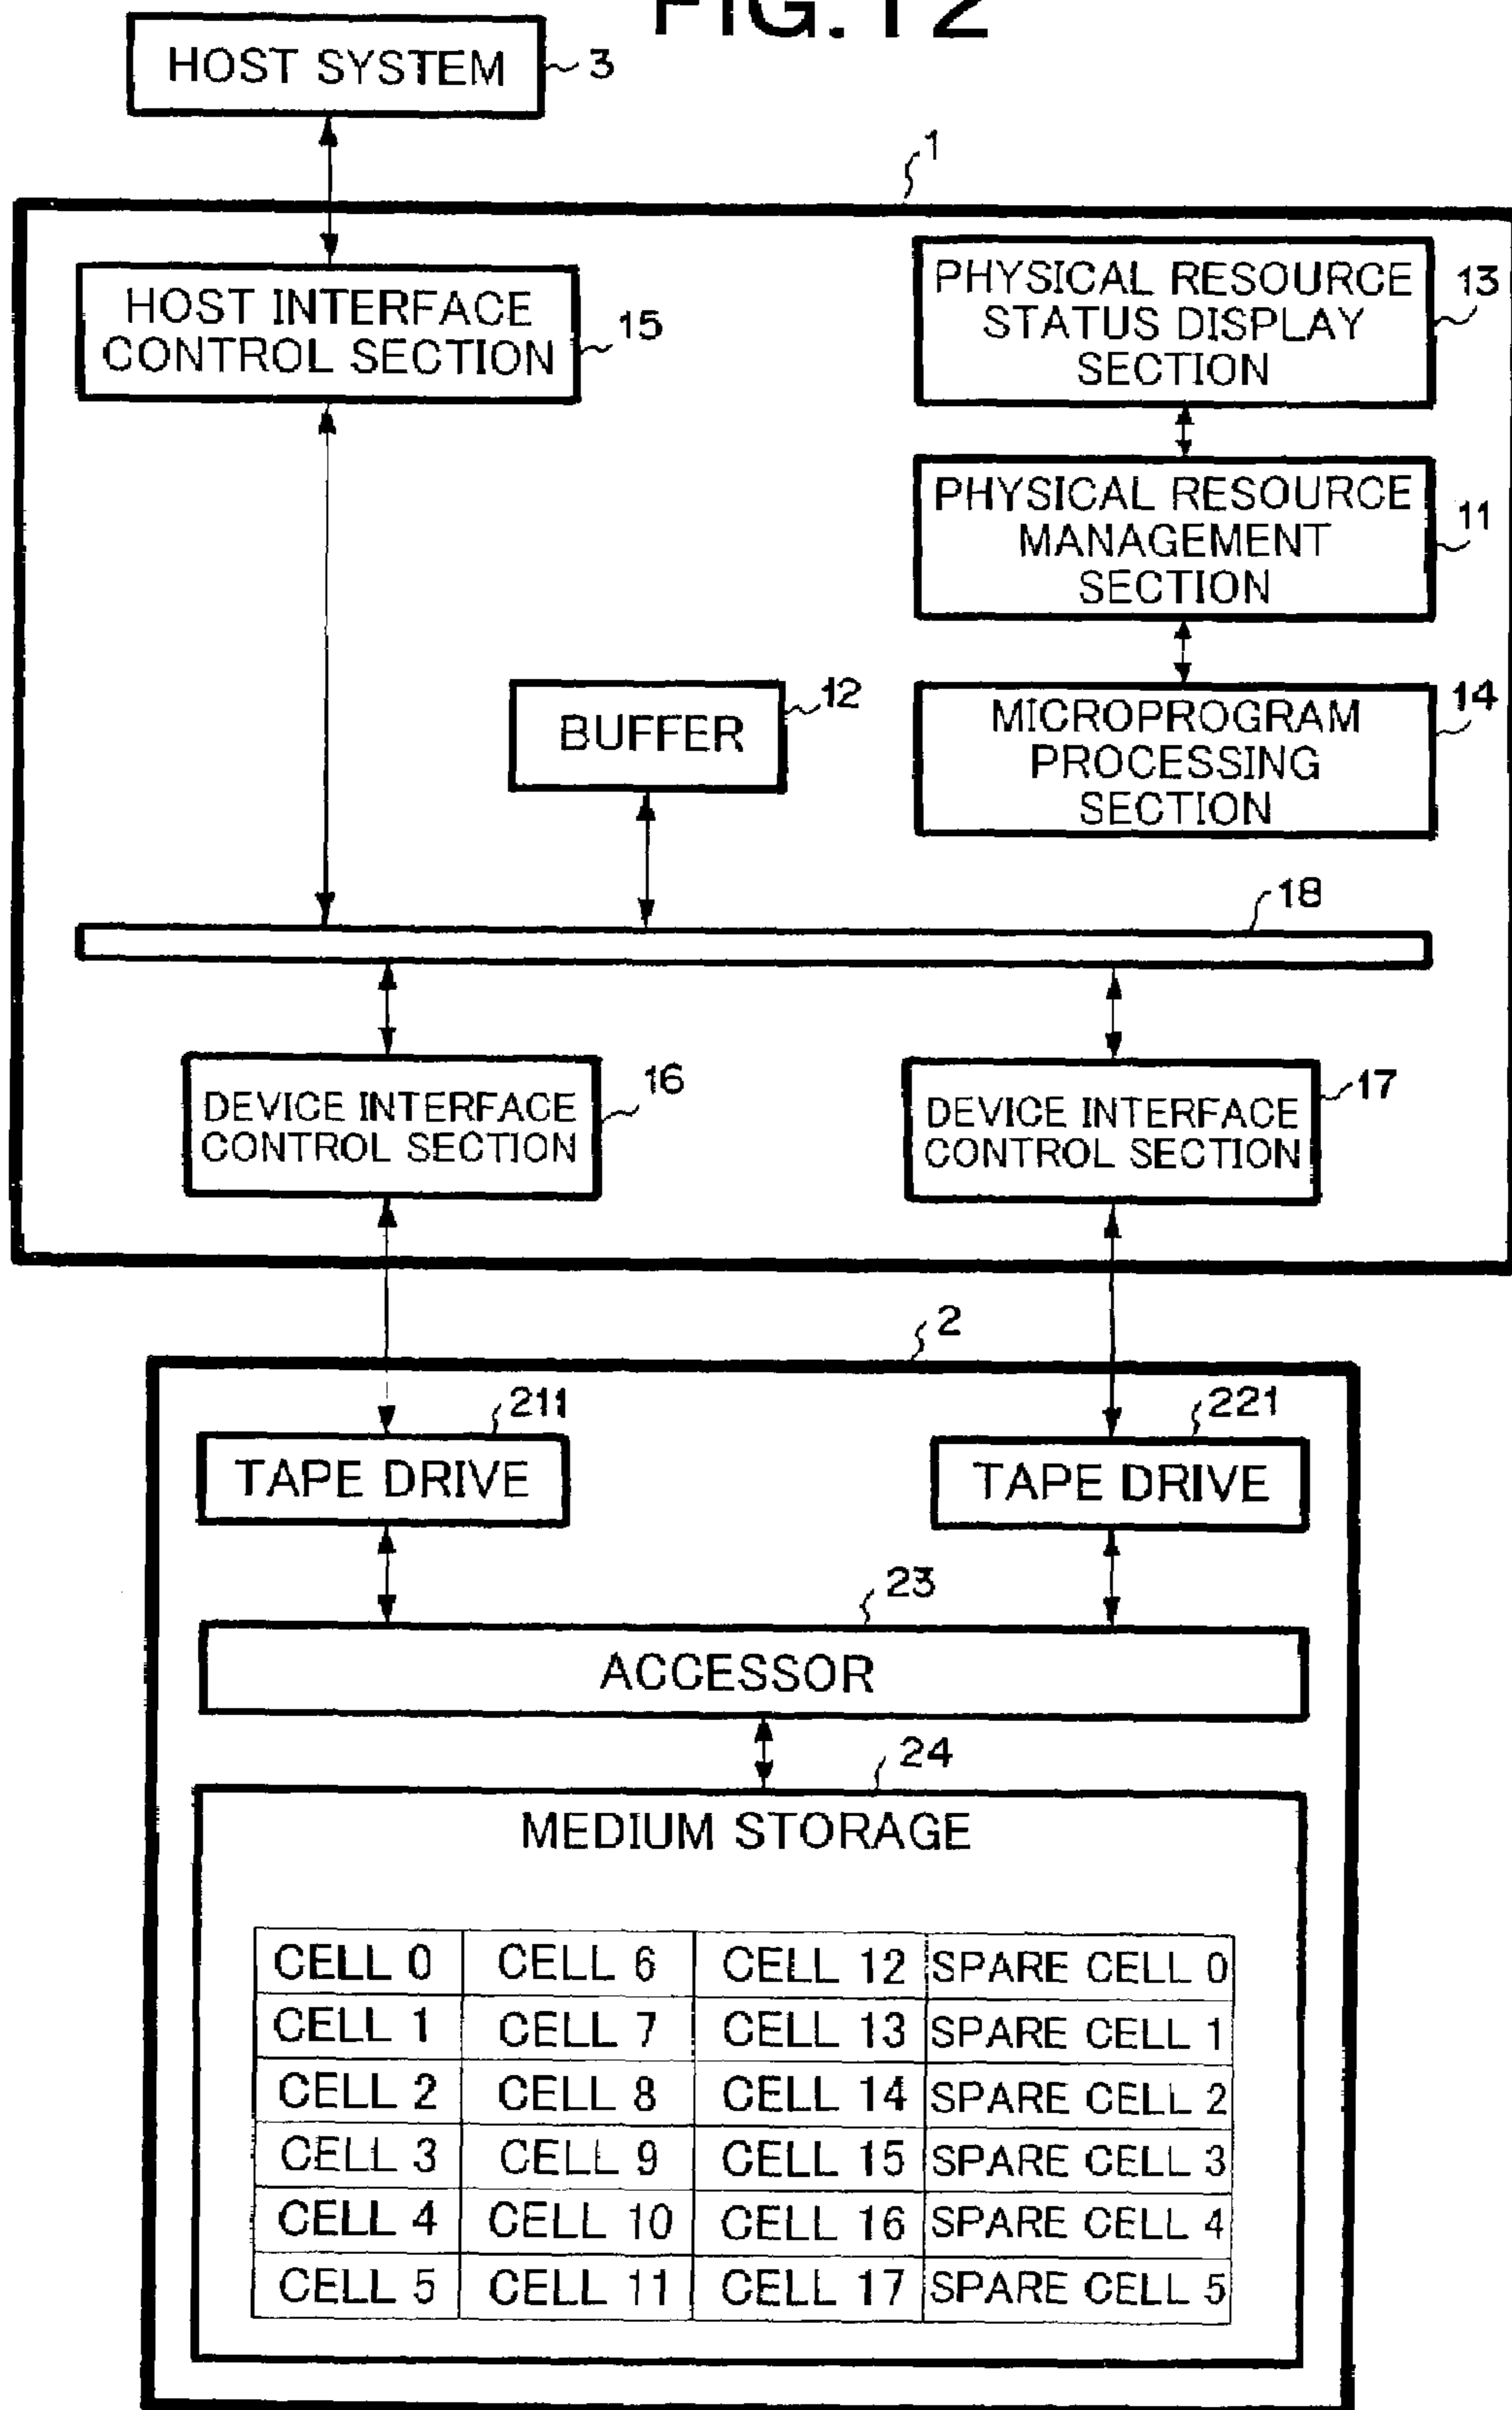 FIG.12
HOST SYSTEM
3
1
HOST INTERFACE
CONTROL SECTION
15
PHYSICAL RESOURCE
STATUS DISPLAY
SECTION
13
PHYSICAL RESOURCE
MANAGEMENT
SECTION
11
BUFFER
12
MICROPROGRAM
PROCESSING
SECTION
14
18
DEVICE INTERFACE
CONTROL SECTION
16
DEVICE INTERFACE
CONTROL SECTION
17
2
211
TAPE DRIVE
221
TAPE DRIVE
23
ACCESSOR
24
MEDIUM STORAGE
CELL 0 CELL 6 CELL 12 SPARE CELL 0
CELL 1 CELL 7 CELL 13 SPARE CELL 1
CELL 2 CELL 8 CELL 14 SPARE CELL 2
CELL 3 CELL 9 CELL 15 SPARE CELL 3
CELL 4 CELL 10 CELL 16 SPARE CELL 4
CELL 5 CELL 11 CELL 17 SPARE CELL 5